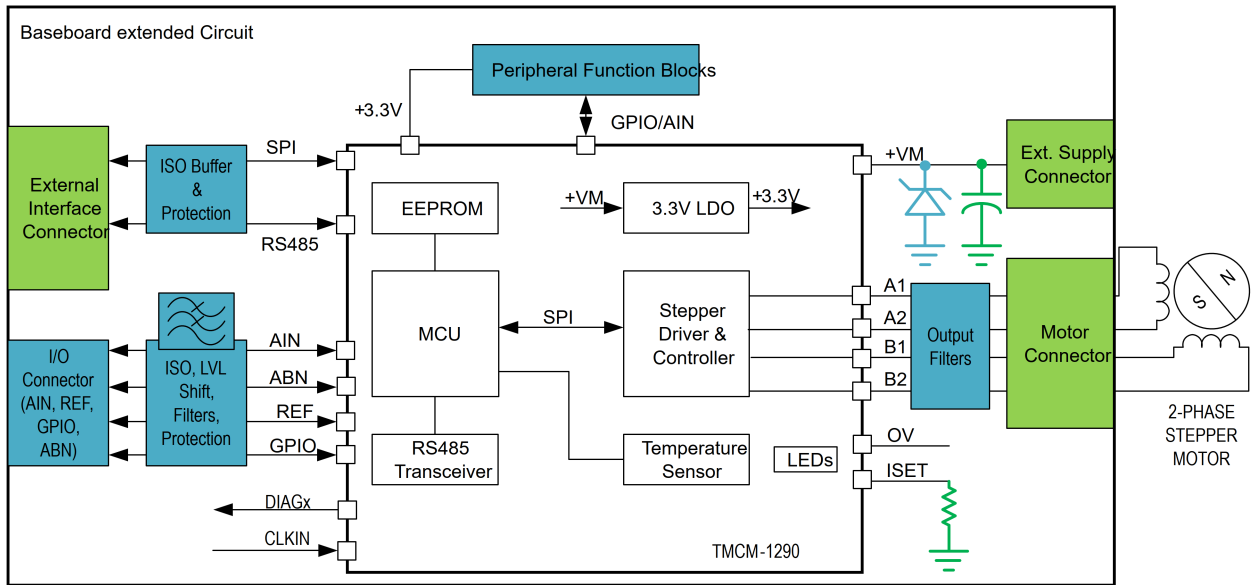 Baseboard extended Circuit
Peripheral Function Blocks
+3.3V
GPIO/AIN
SPI
RS485
External
Interface
Connector
ISO Buffer
&
Protection
+VM
Ext. Supply
Connector
EEPROM
+VM
3.3V LDO
+3.3V
MCU
SPI
Stepper
Driver &
Controller
A1
A2
B1
B2
Output
Filters
Motor
Connector
S
N
2-PHASE
STEPPER
MOTOR
I/O
Connector
(AIN, REF,
GPIO,
ABN)
ISO, LVL
Shift,
Filters,
Protection
AIN
ABN
REF
GPIO
RS485
Transceiver
Temperature
Sensor
LEDs
OV
ISET
DIAGx
CLKIN
TMCM-1290